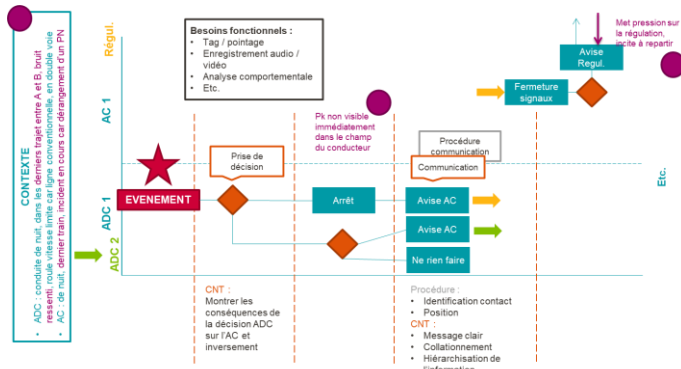 CONTEXTE
• ADC : conduite de nuit, dans les derniers trajet entre A et B, bruit
ressenti, roule vitesse limite car ligne conventionnelle, en double voie
• AC : de nuit, dernier train, incident en cours car dérangement d'un PN
Régul.
AC 1
ADC 1
ADC 2
Besoins fonctionnels :
• Tag / pointage
• Enregistrement audio /
vidéo
• Analyse comportementale
• Etc.
Met pression sur
la régulation,
incite à repartir
Avise
Regul.
Fermeture
signaux
Pk non visible
immédiatement
dans le champ
du conducteur
Procédure
communication
Prise de
décision
Communication
Etc.
EVENEMENT
Arrêt
Avise AC
Avise AC
Ne rien faire
CNT :
Montrer les
conséquences de
la décision ADC
sur l'AC et
inversement
Procédure :
• Identification contact
• Position
CNT :
• Message clair
• Collationnement
• Hiérarchisation de
l'information